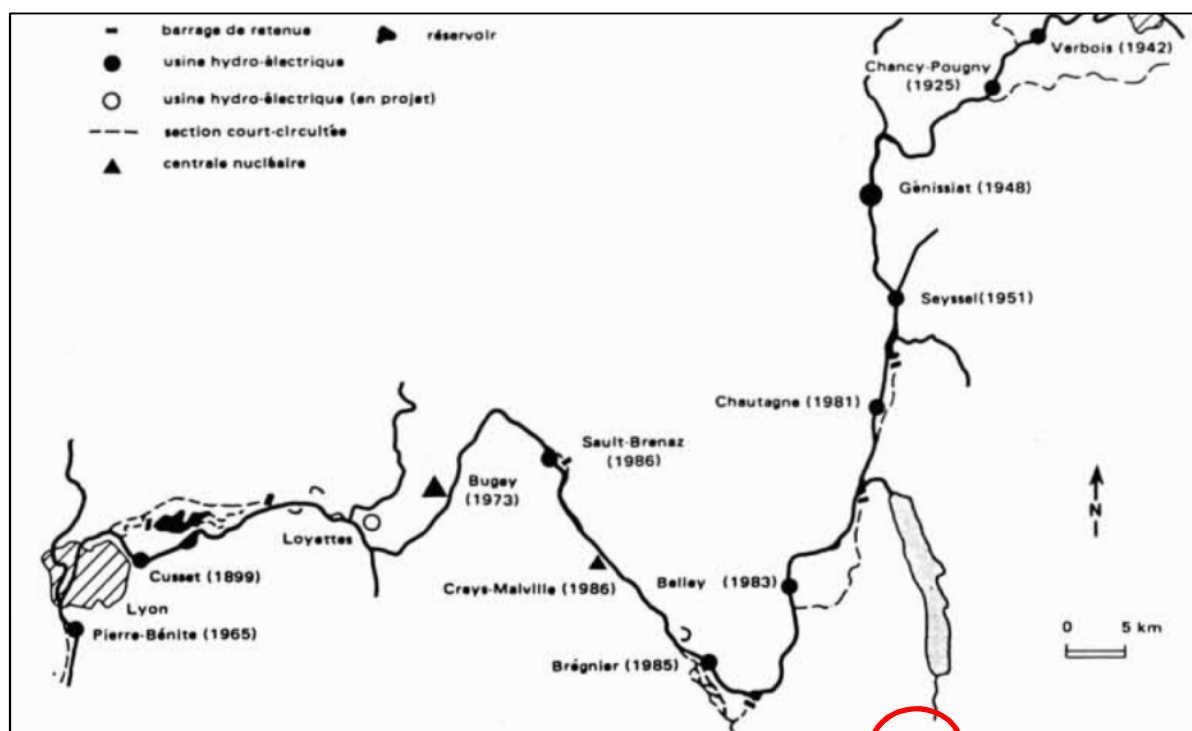 barrage de retenue
réservoir
usine hydro-électrique
usine hydro-électrique (en projet)
section court-circuitée
centrale nucléaire
Verbois (1942)
Chancy-Pougny
(1925)
Génissiat (1948)
Seyssel (1951)
Chautagne (1981)
Sault-Brenaz
(1986)
Bugey
(1973)
Loyettes
Cusset (1899)
Lyon
Pierre-Bénite (1965)
Creys-Malville (1986)
Belley (1983)
Brégnier (1985)
N
0 5 km